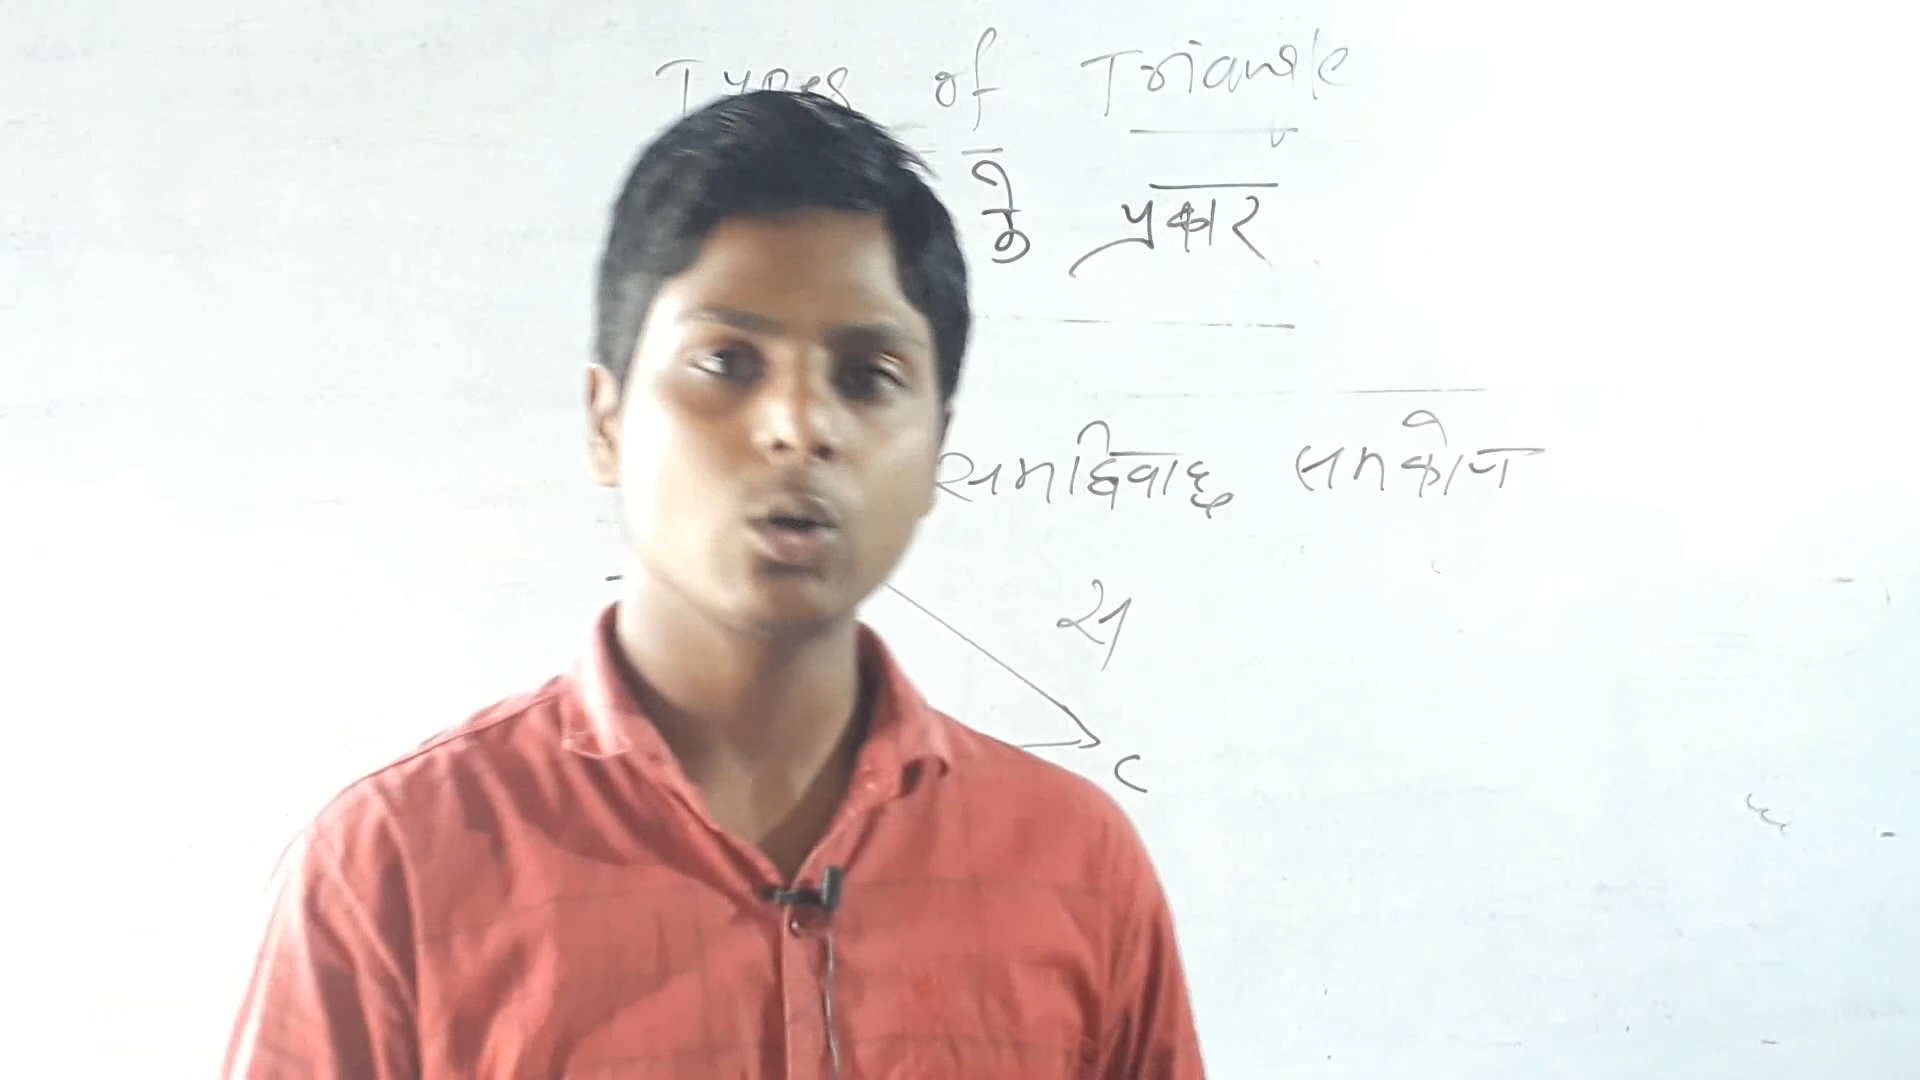 Types of Triangle
के प्रकार
समद्विवाहु समकोण
स
C